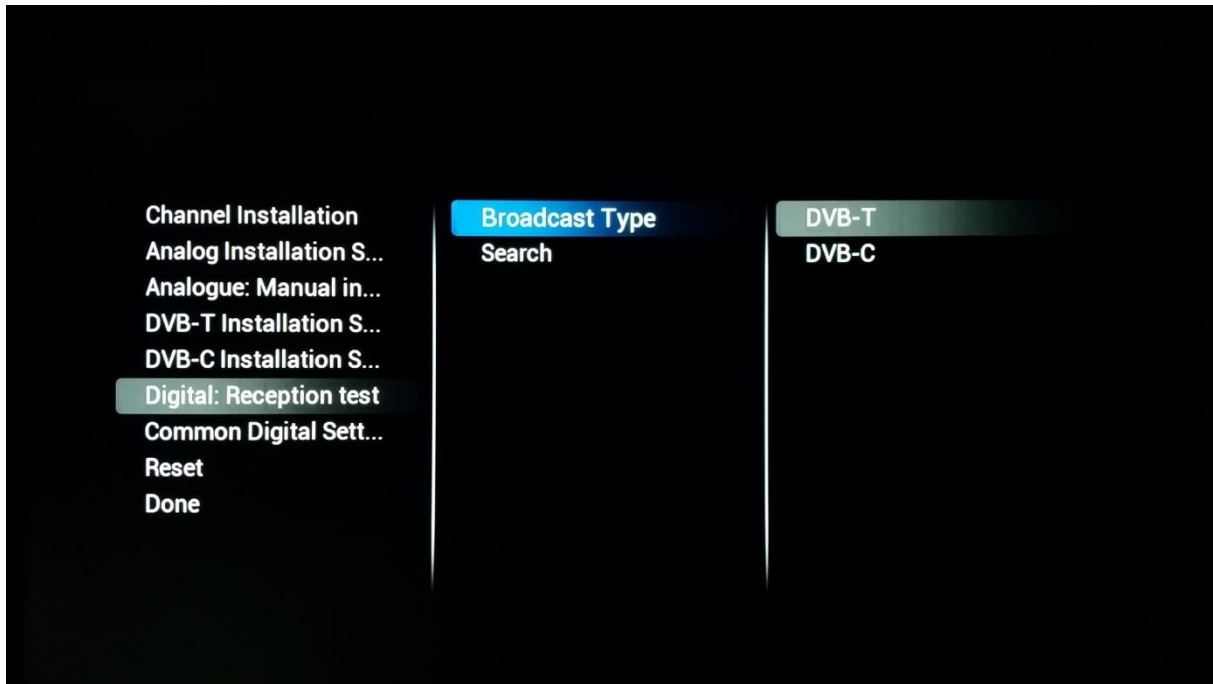 Channel Installation
Analog Installation S...
Analogue: Manual in...
DVB-T Installation S...
DVB-C Installation S...
Digital: Reception test
Common Digital Sett...
Reset
Done
Broadcast Type
Search
DVB-T
DVB-C